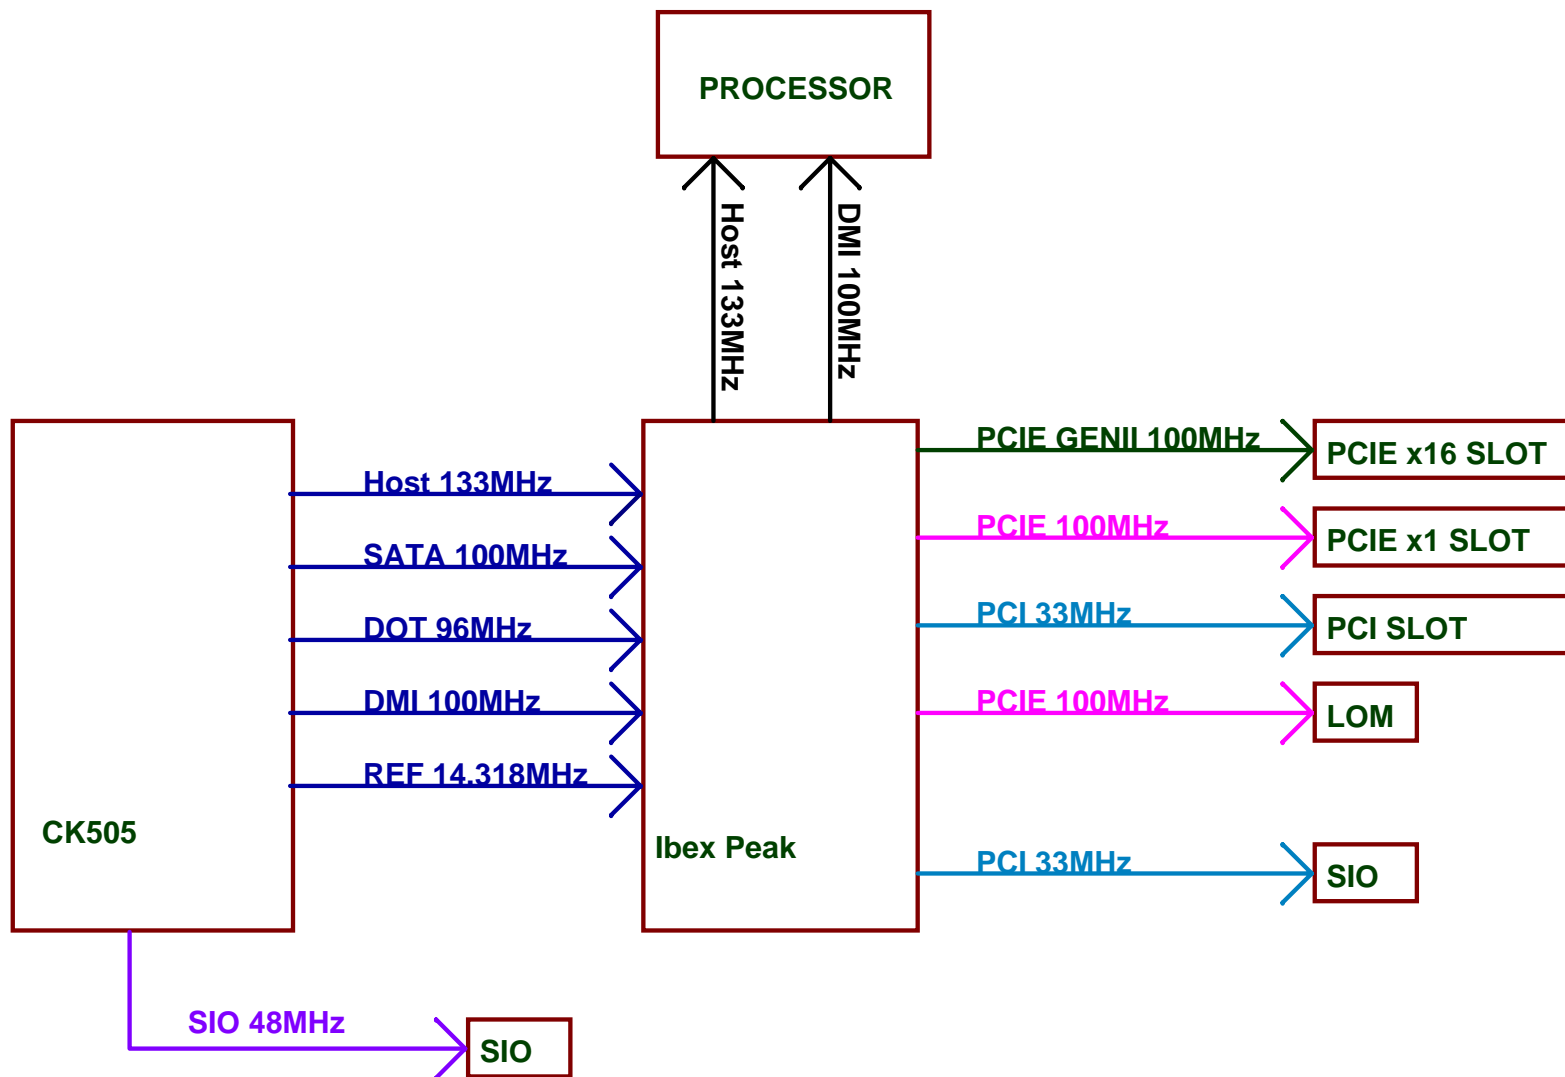 PROCESSOR
Host 133MHz
DMI 100MHz
PCIE GENII 100MHz
PCIE x16 SLOT
Host 133MHz
PCIE 100MHz
PCIE x1 SLOT
SATA 100MHz
PCI 33MHz
PCI SLOT
DOT 96MHz
DMI 100MHz
PCIE 100MHz
LOM
REF 14.318MHz
CK505
Ibex Peak
PCI 33MHz
SIO
SIO 48MHz
SIO